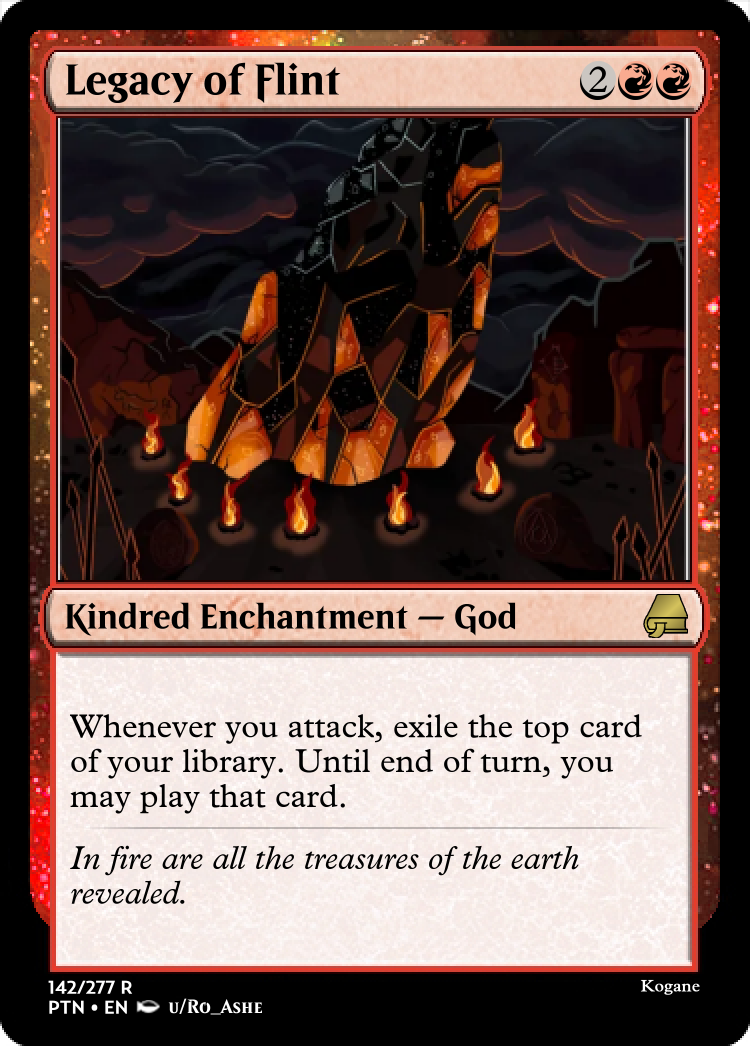 Legacy of Flint 2
Kindred Enchantment — God
Whenever you attack, exile the top card
of your library. Until end of turn, you
may play that card.
In fire are all the treasures of the earth
revealed.
142/277 R
Kogane
PTN • EN u/Ro_Ashe